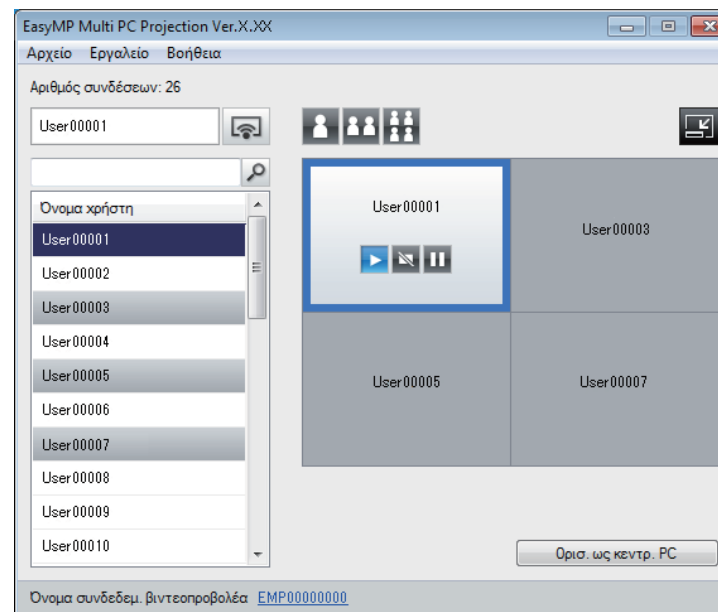 EasyMP Multi PC Projection Ver.X.XX
Αρχείο Εργαλείο Βοήθεια
Αριθμός συνδέσεων: 26
User00001
Όνομα χρήστη
User00001
User00002
User00003
User00004
User00005
User00006
User00007
User00008
User00009
User00010
User00001
User00003
User00005
User00007
Ορισ. ως κεντρ. PC
Όνομα συνδεδεμ. βιντεοπροβολέα EMP00000000